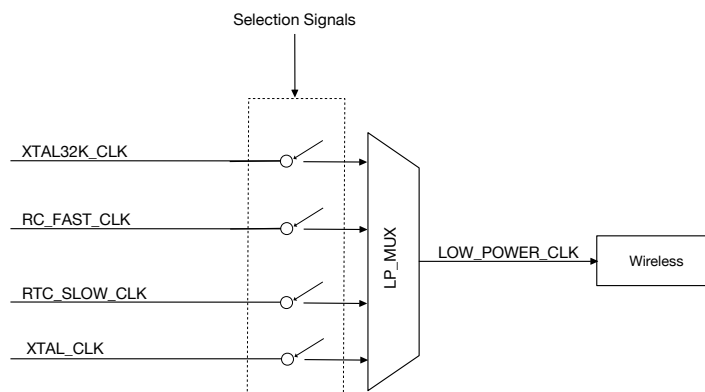 Selection Signals
XTAL32K_CLK
RC_FAST_CLK
LP_MUX
LOW_POWER_CLK
Wireless
RTC_SLOW_CLK
XTAL_CLK